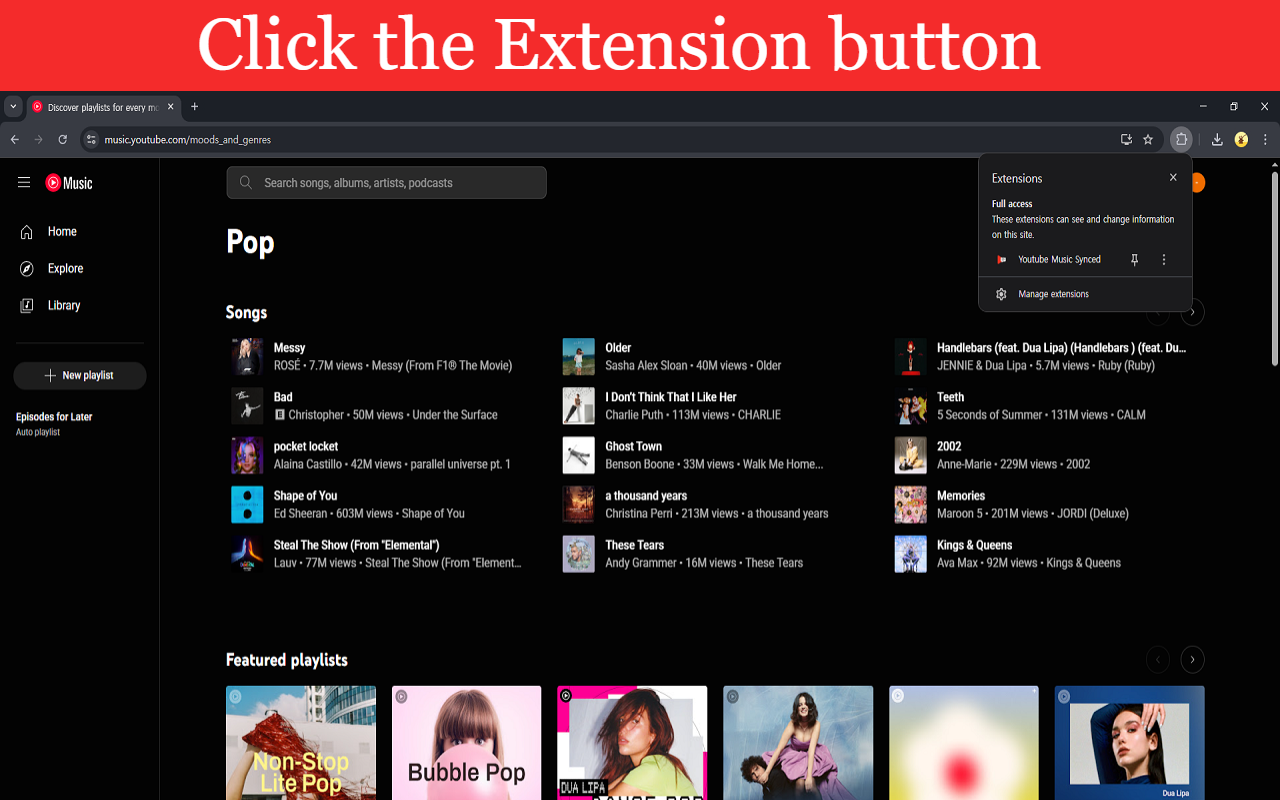 Click the Extension button
Discover playlists for every mo
music.youtube.com/moods_and_genres
Music
Search songs, albums, artists, podcasts
Extensions
Full access
These extensions can see and change information
on this site.
Youtube Music Synced
Manage extensions
Home
Explore
Library
New playlist
Episodes for Later
Auto playlist
Pop
Songs
Messy
ROSÉ • 7.7M views • Messy (From F1® The Movie)
Bad
E Christopher • 50M views • Under the Surface
pocket locket
Alaina Castillo • 42M views • parallel universe pt. 1
Shape of You
Ed Sheeran • 603M views • Shape of You
Steal The Show (From "Elemental")
Lauv • 77M views • Steal The Show (From "Element...
Older
Sasha Alex Sloan • 40M views • Older
I Don't Think That I Like Her
Charlie Puth • 113M views • CHARLIE
Ghost Town
Benson Boone • 33M views • Walk Me Home...
a thousand years
Christina Perri • 213M views • a thousand years
These Tears
Andy Grammer • 16M views • These Tears
Handlebars (feat. Dua Lipa) (Handlebars ) (feat. Du...
JENNIE & Dua Lipa • 5.7M views • Ruby (Ruby)
Teeth
5 Seconds of Summer • 131M views • CALM
2002
Anne-Marie • 229M views • 2002
Memories
Maroon 5 • 201M views • JORDI (Deluxe)
Kings & Queens
Ava Max • 92M views • Kings & Queens
Featured playlists
Non-Stop
Lite Pop
Bubble Pop
DUA LIPA
DANCE POP
Dua Lipa